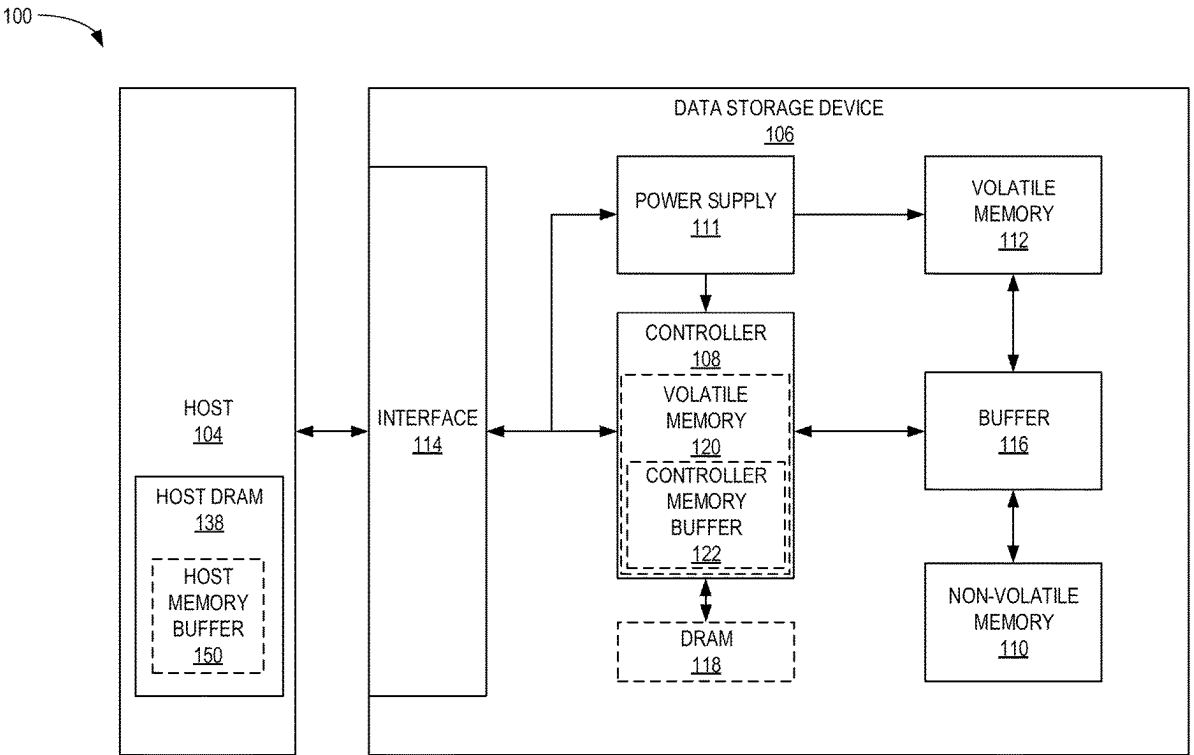 100
DATA STORAGE DEVICE
106
POWER SUPPLY
111
VOLATILE
MEMORY
112
CONTROLLER
108
VOLATILE
MEMORY
120
CONTROLLER
MEMORY
BUFFER
122
HOST
104
INTERFACE
114
BUFFER
116
HOST DRAM
138
HOST
MEMORY
BUFFER
150
DRAM
118
NON-VOLATILE
MEMORY
110